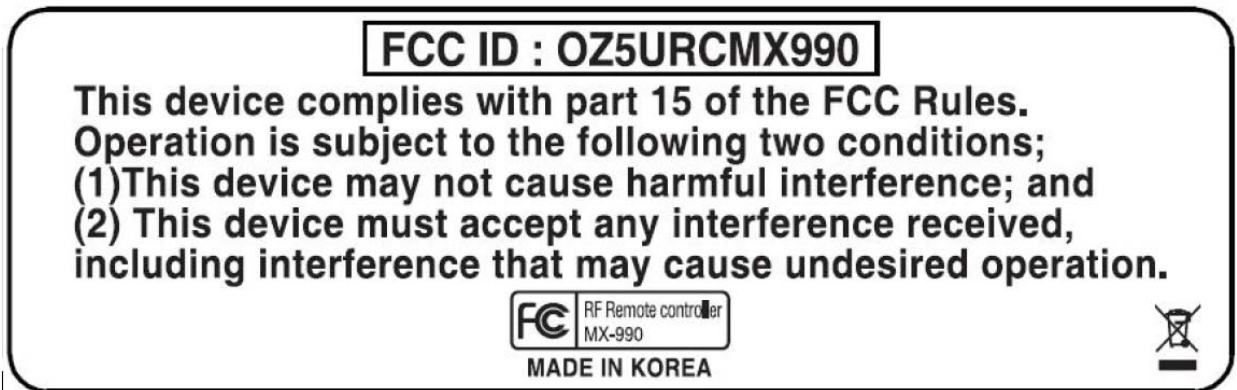 FCC ID : OZ5URCMX990
This device complies with part 15 of the FCC Rules.
Operation is subject to the following two conditions;
(1)This device may not cause harmful interference; and
(2) This device must accept any interference received,
including interference that may cause undesired operation.
FC RF Remote controller
MX-990
MADE IN KOREA